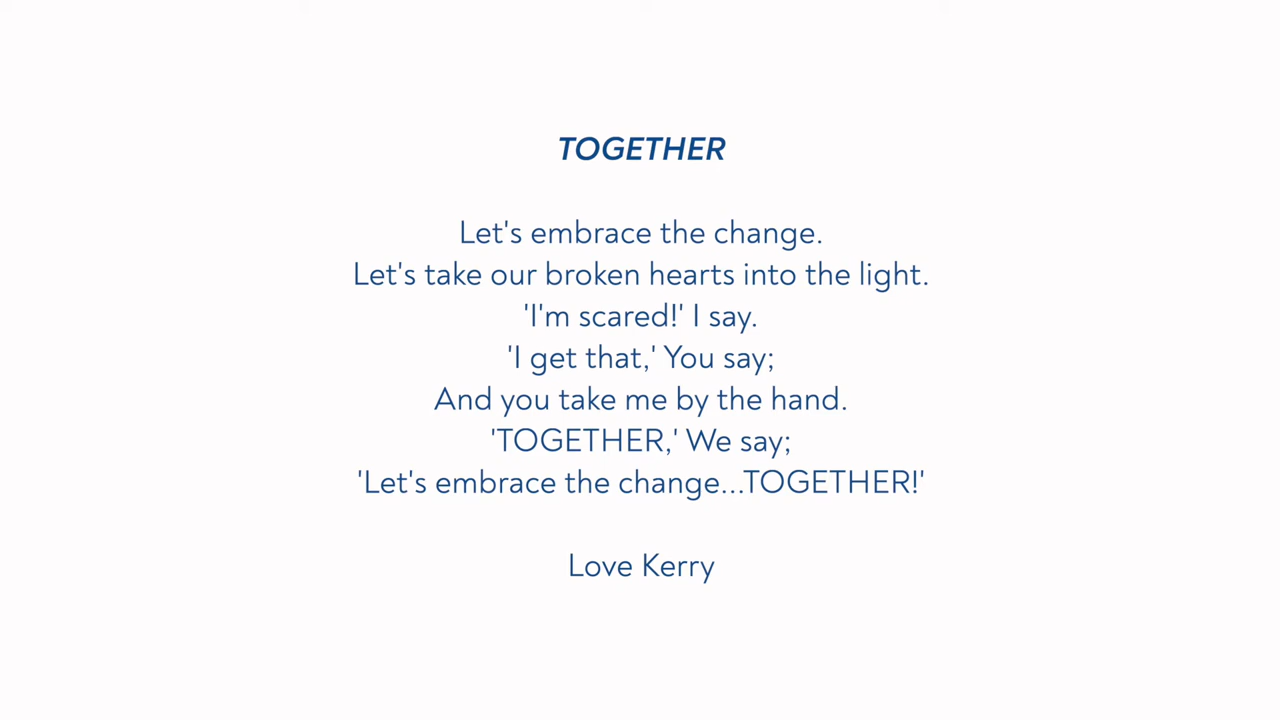 TOGETHER
Let's embrace the change.
Let's take our broken hearts into the light.
'I'm scared!' I say.
'I get that,' You say;
And you take me by the hand.
'TOGETHER,' We say;
'Let's embrace the change...TOGETHER!'
Love Kerry